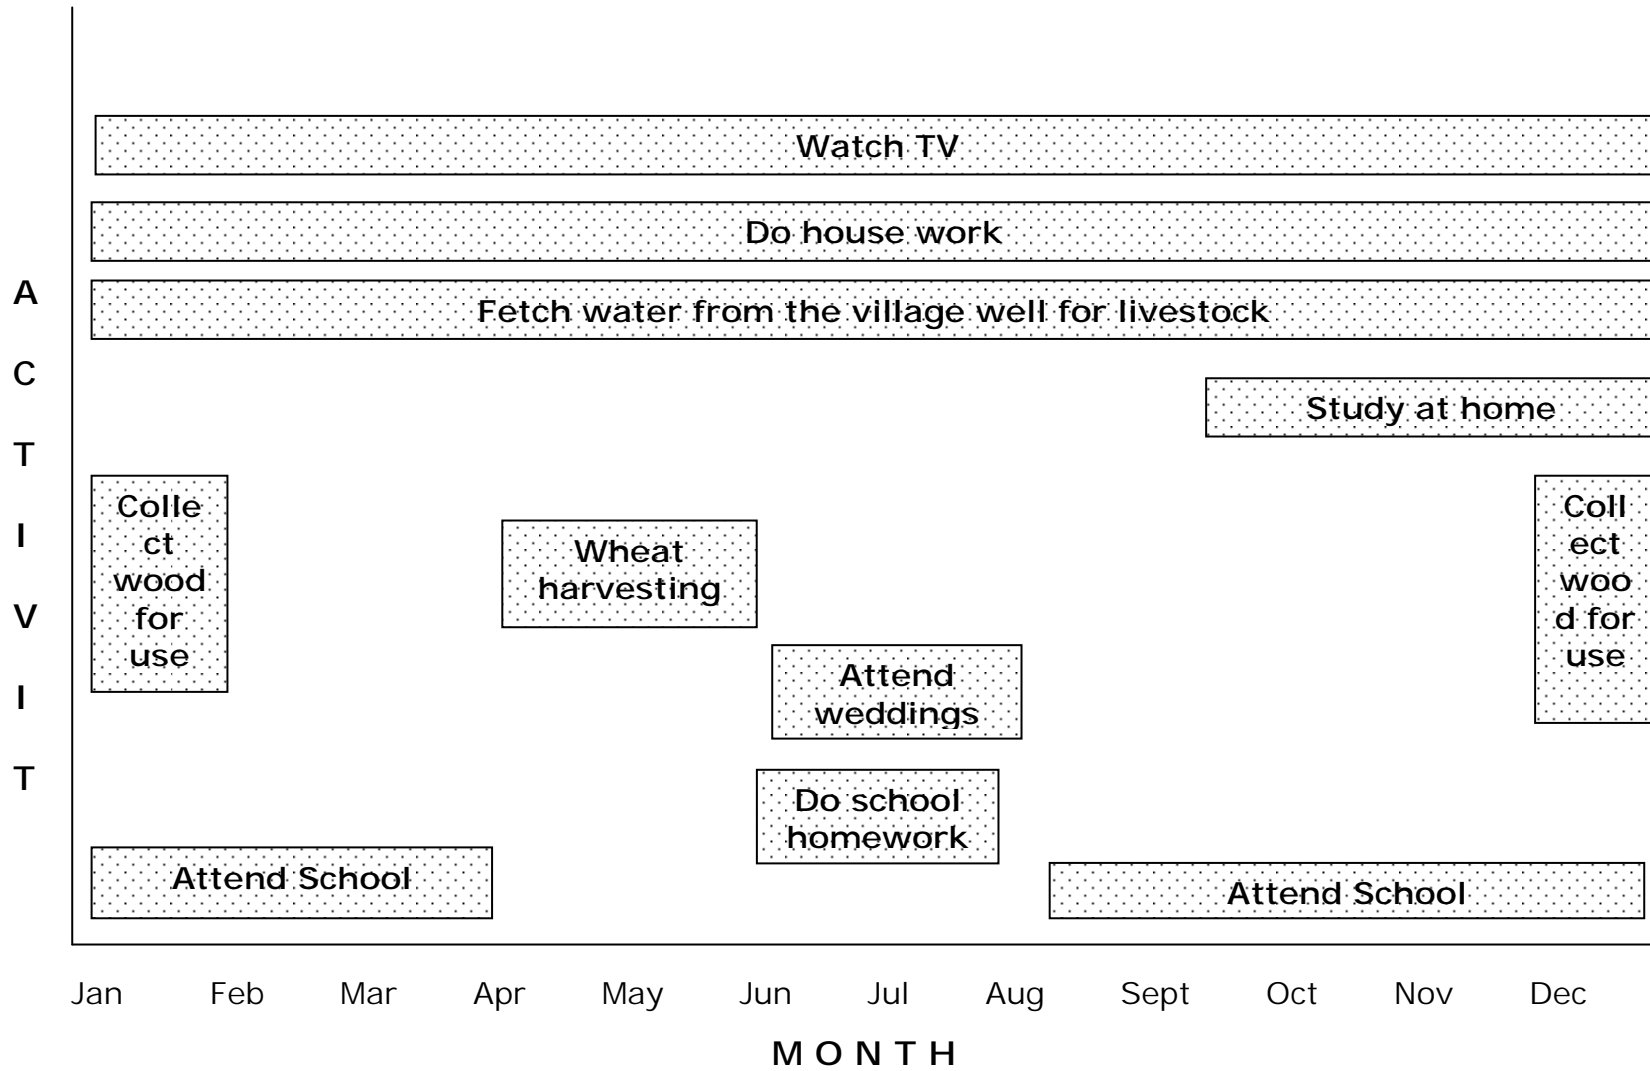 Watch TV
Do house work
Fetch water from the village well for livestock
Study at home
Colle
ct
wood
for
use
Wheat
harvesting
Coll
ect
woo
d for
use
Attend
weddings
Do school
homework
Attend School
Attend School
A
C
T
I
V
I
T
Jan Feb Mar Apr May Jun Jul Aug Sept Oct Nov Dec
M O N T H